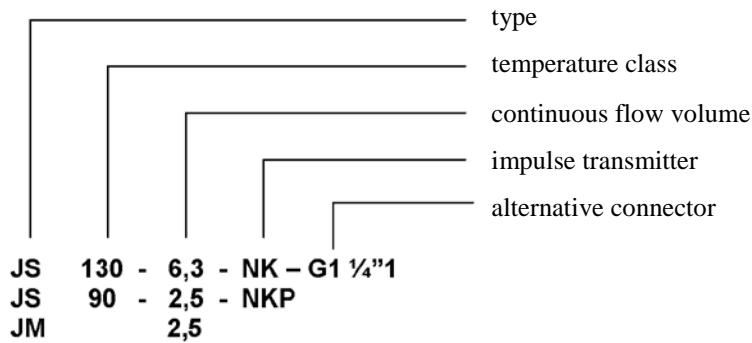 type
temperature class
continuous flow volume
impulse transmitter
alternative connector
JS 130 - 6,3 - NK – G1 ¼”1
JS 90 - 2,5 - NKP
JM 2,5